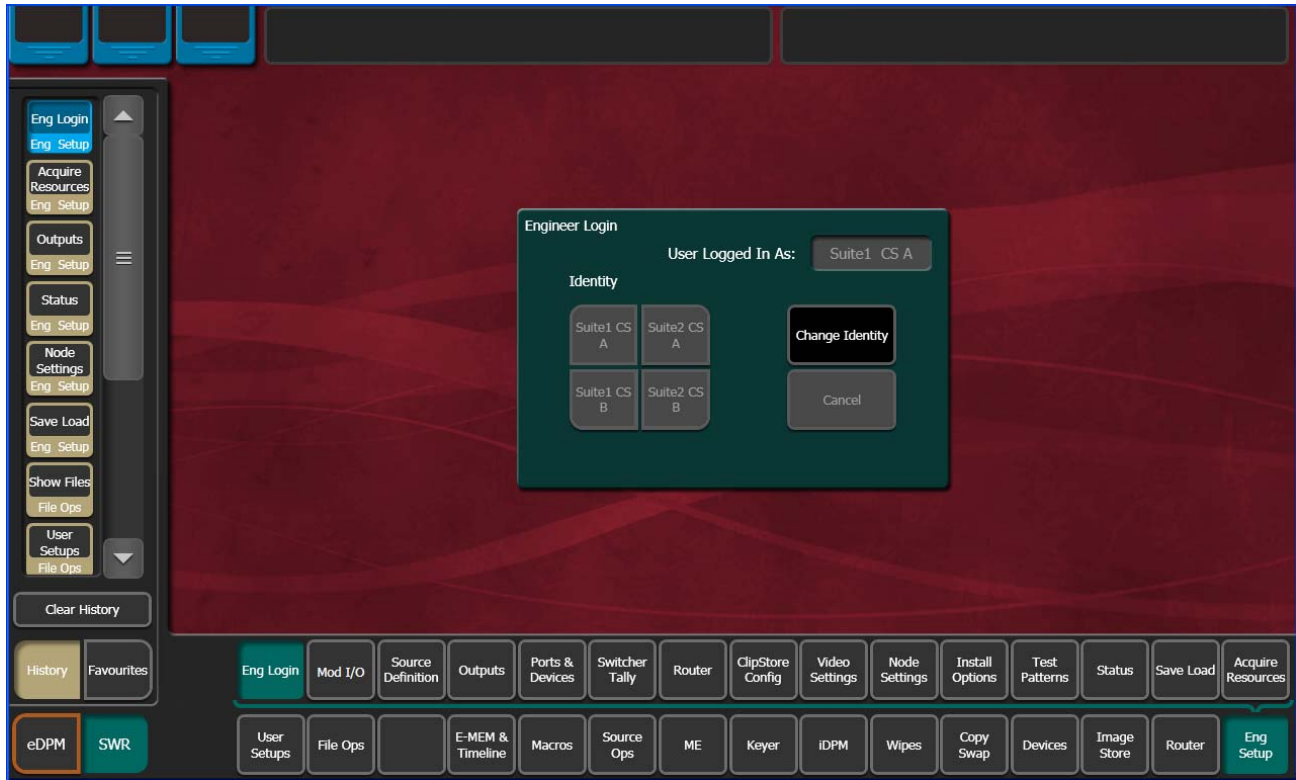 Eng Login
Eng Setup
Acquire
Resources
Eng Setup
Outputs
Eng Setup
Status
Eng Setup
Node
Settings
Eng Setup
Save Load
Eng Setup
Show Files
File Ops
User
Setups
File Ops
Clear History
History
Favourites
eDPM
SWR
Engineer Login
User Logged In As:
Suite1 CS A
Identity
Suite1 CS
A
Suite2 CS
A
Change Identity
Suite1 CS
B
Suite2 CS
B
Cancel
Eng Login
Mod I/O
Source
Definition
Outputs
Ports &
Devices
Switcher
Tally
Router
ClipStore
Config
Video
Settings
Node
Settings
Install
Options
Test
Patterns
Status
Save Load
Acquire
Resources
User
Setups
File Ops
E-MEM &
Timeline
Macros
Source
Ops
ME
Keyer
iDPM
Wipes
Copy
Swap
Devices
Image
Store
Router
Eng
Setup